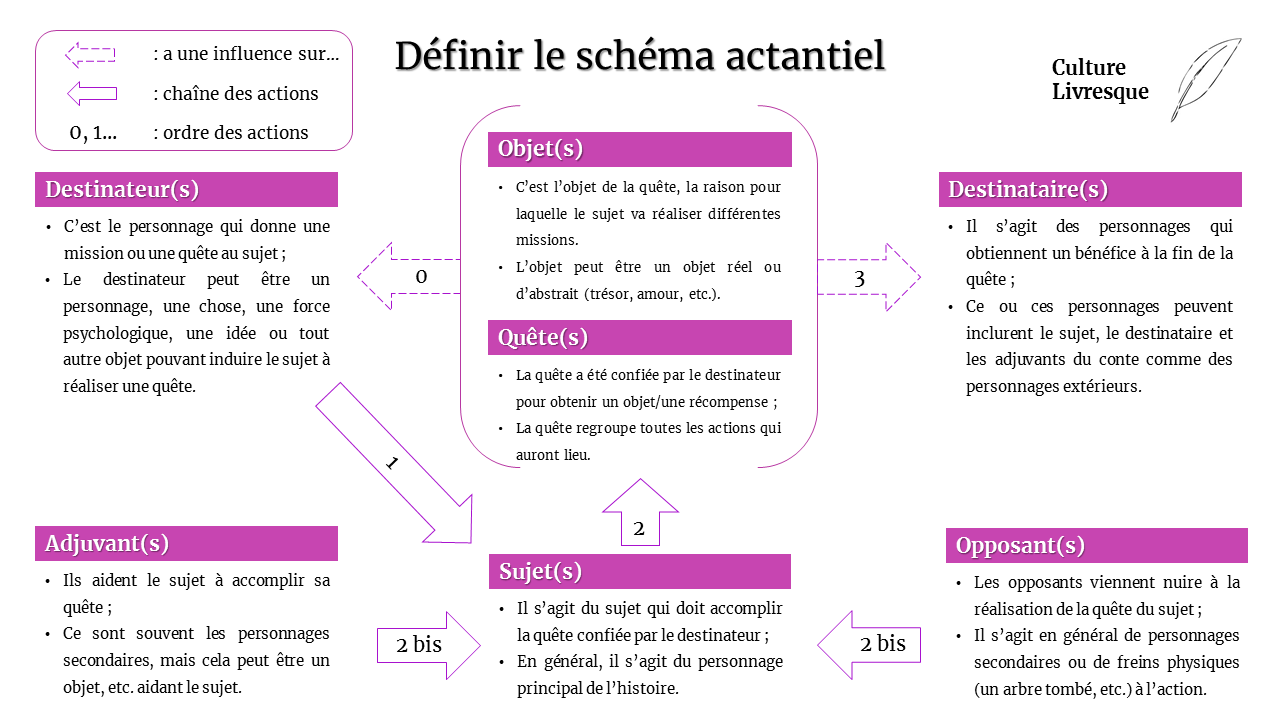 : a une influence sur...
: chaîne des actions
0, 1... : ordre des actions
Définir le schéma actantiel
Culture
Livresque
Destinateur(s)
• C’est le personnage qui donne une
mission ou une quête au sujet ;
• Le destinateur peut être un
personnage, une chose, une force
psychologique, une idée ou tout
autre objet pouvant induire le sujet à
réaliser une quête.
0
Objet(s)
• C’est l’objet de la quête, la raison pour
laquelle le sujet va réaliser différentes
missions.
• L’objet peut être un objet réel ou
d’abstrait (trésor, amour, etc.).
Quête(s)
• La quête a été confiée par le destinateur
pour obtenir un objet/une récompense ;
• La quête regroupe toutes les actions qui
auront lieu.
3
Destinataire(s)
• Il s’agit des personnages qui
obtiennent un bénéfice à la fin de la
quête ;
• Ce ou ces personnages peuvent
inclurent le sujet, le destinataire et
les adjuvants du conte comme des
personnages extérieurs.
1
2
Adjuvant(s)
• Ils aident le sujet à accomplir sa
quête ;
• Ce sont souvent les personnages
secondaires, mais cela peut être un
objet, etc. aidant le sujet.
2 bis
Sujet(s)
• Il s’agit du sujet qui doit accomplir
la quête confiée par le destinateur ;
• En général, il s’agit du personnage
principal de l’histoire.
2 bis
Opposant(s)
• Les opposants viennent nuire à la
réalisation de la quête du sujet ;
• Il s’agit en général de personnages
secondaires ou de freins physiques
(un arbre tombé, etc.) à l’action.